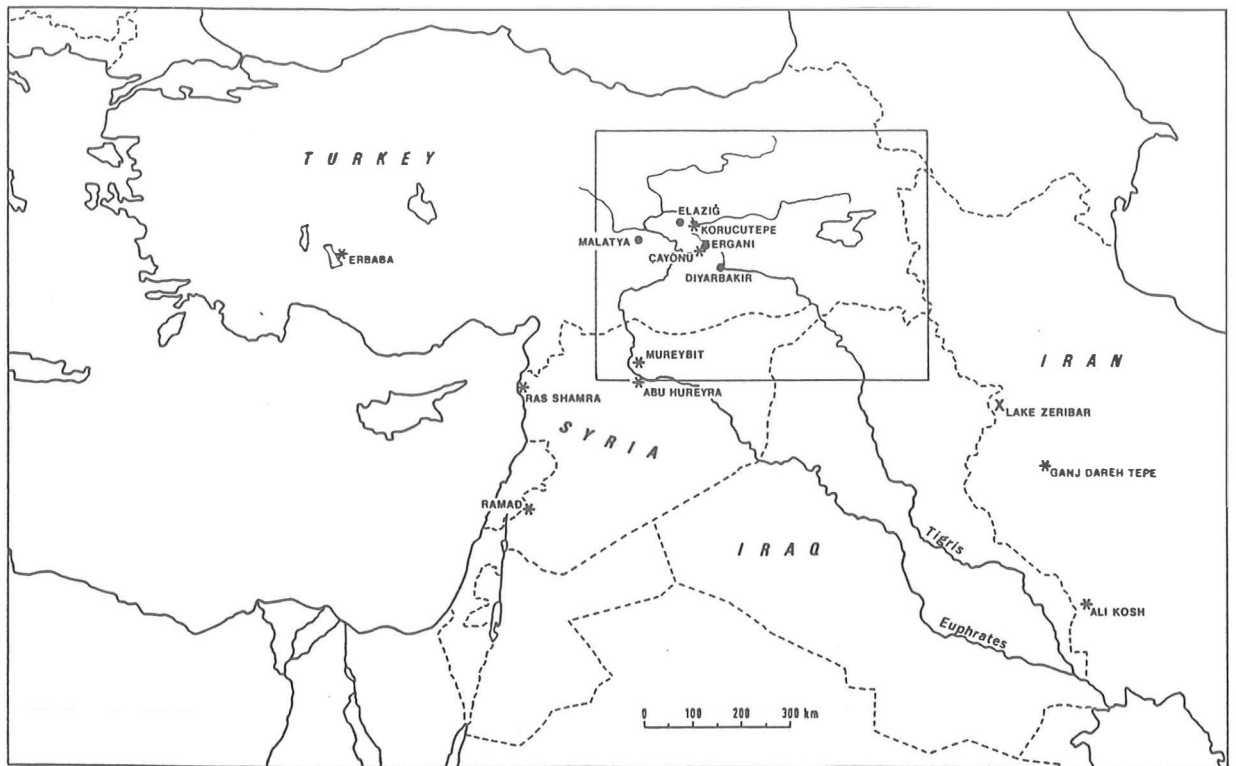 TURKEY
ELAZIĞ
KORUCUTEPE
MALATYA
ERGANI
ÇAYÖNÜ
ERBABA
DIYARBAKIR
MUREYBIT
IRAN
RAS SHAMRA
ABU HUREYRA
LAKE ZERIBAR
SYRIA
GANJ DAREH TEPE
RAMAD
IRAQ
Tigris
ALI KOSH
Euphrates
0 100 200 300 km